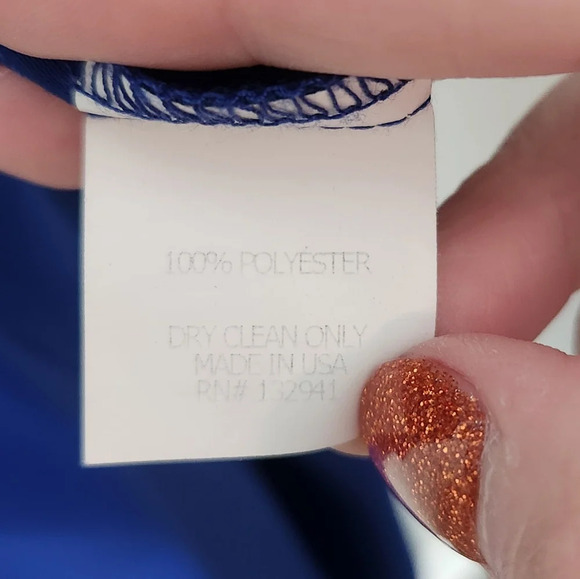 100% POLYESTER
DRY CLEAN ONLY
MADE IN USA
RN# 132941